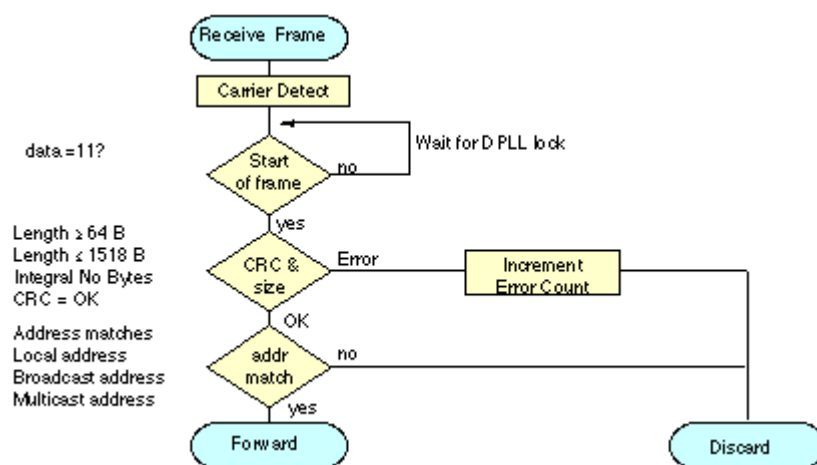 Receive Frame
Carrier Detect
data =11?
Wait for DPLL lock
Start
of frame
no
yes
Length ≥ 64 B
Length ≤ 1518 B
Integral No Bytes
CRC = OK
CRC &
size
Error
Increment
Error Count
OK
Address matches
Local address
Broadcast address
Multicast address
addr
match
no
yes
Forward
Discard